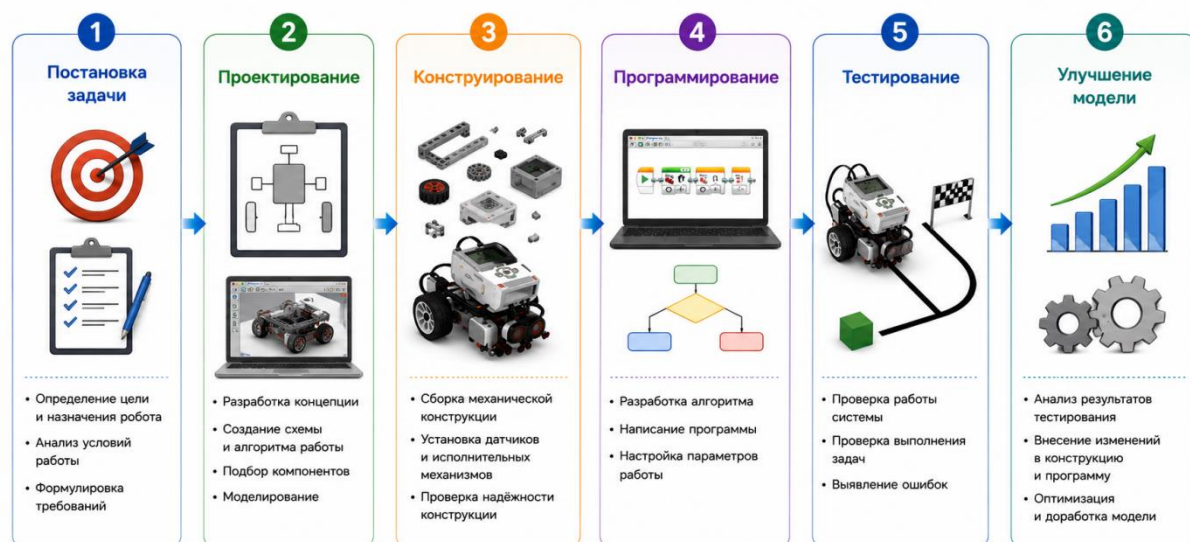 1
Постановка
задачи
• Определение цели
и назначения робота
• Анализ условий
работы
• Формулировка
требований
2
Проектирование
• Разработка концепции
• Создание схемы
и алгоритма работы
• Подбор компонентов
• Моделирование
3
Конструирование
• Сборка механической
конструкции
• Установка датчиков
и исполнительных
механизмов
• Проверка надёжности
конструкции
4
Программирование
• Разработка алгоритма
• Написание программы
• Настройка параметров
работы
5
Тестирование
• Проверка работы
системы
• Проверка выполнения
задач
• Выявление ошибок
6
Улучшение
модели
• Анализ результатов
тестирования
• Внесение изменений
в конструкцию
и программу
• Оптимизация
и доработка модели